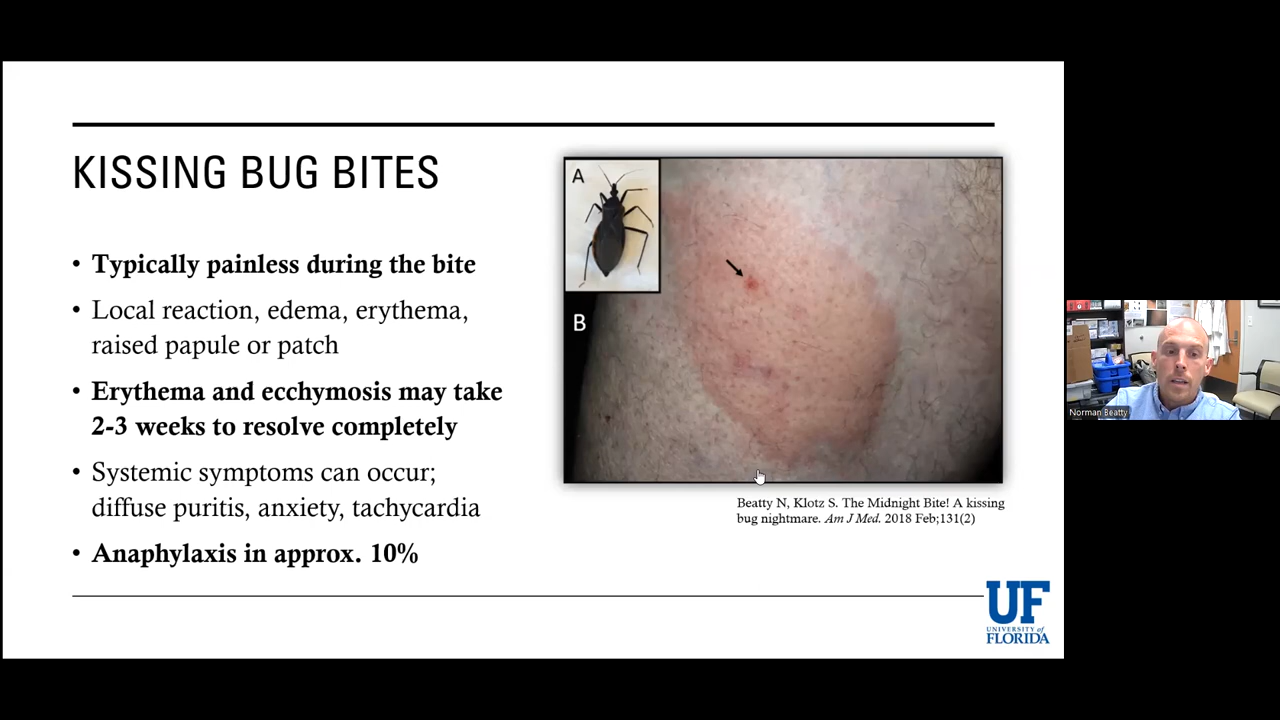 KISSING BUG BITES
• Typically painless during the bite
• Local reaction, edema, erythema,
raised papule or patch
• Erythema and ecchymosis may take
2-3 weeks to resolve completely
• Systemic symptoms can occur;
diffuse puritis, anxiety, tachycardia
• Anaphylaxis in approx. 10%
A
B
Beatty N, Klotz S. The Midnight Bite! A kissing
bug nightmare. Am J Med. 2018 Feb;131(2)
UF
UNIVERSITY of
FLORIDA
Norman Beatty